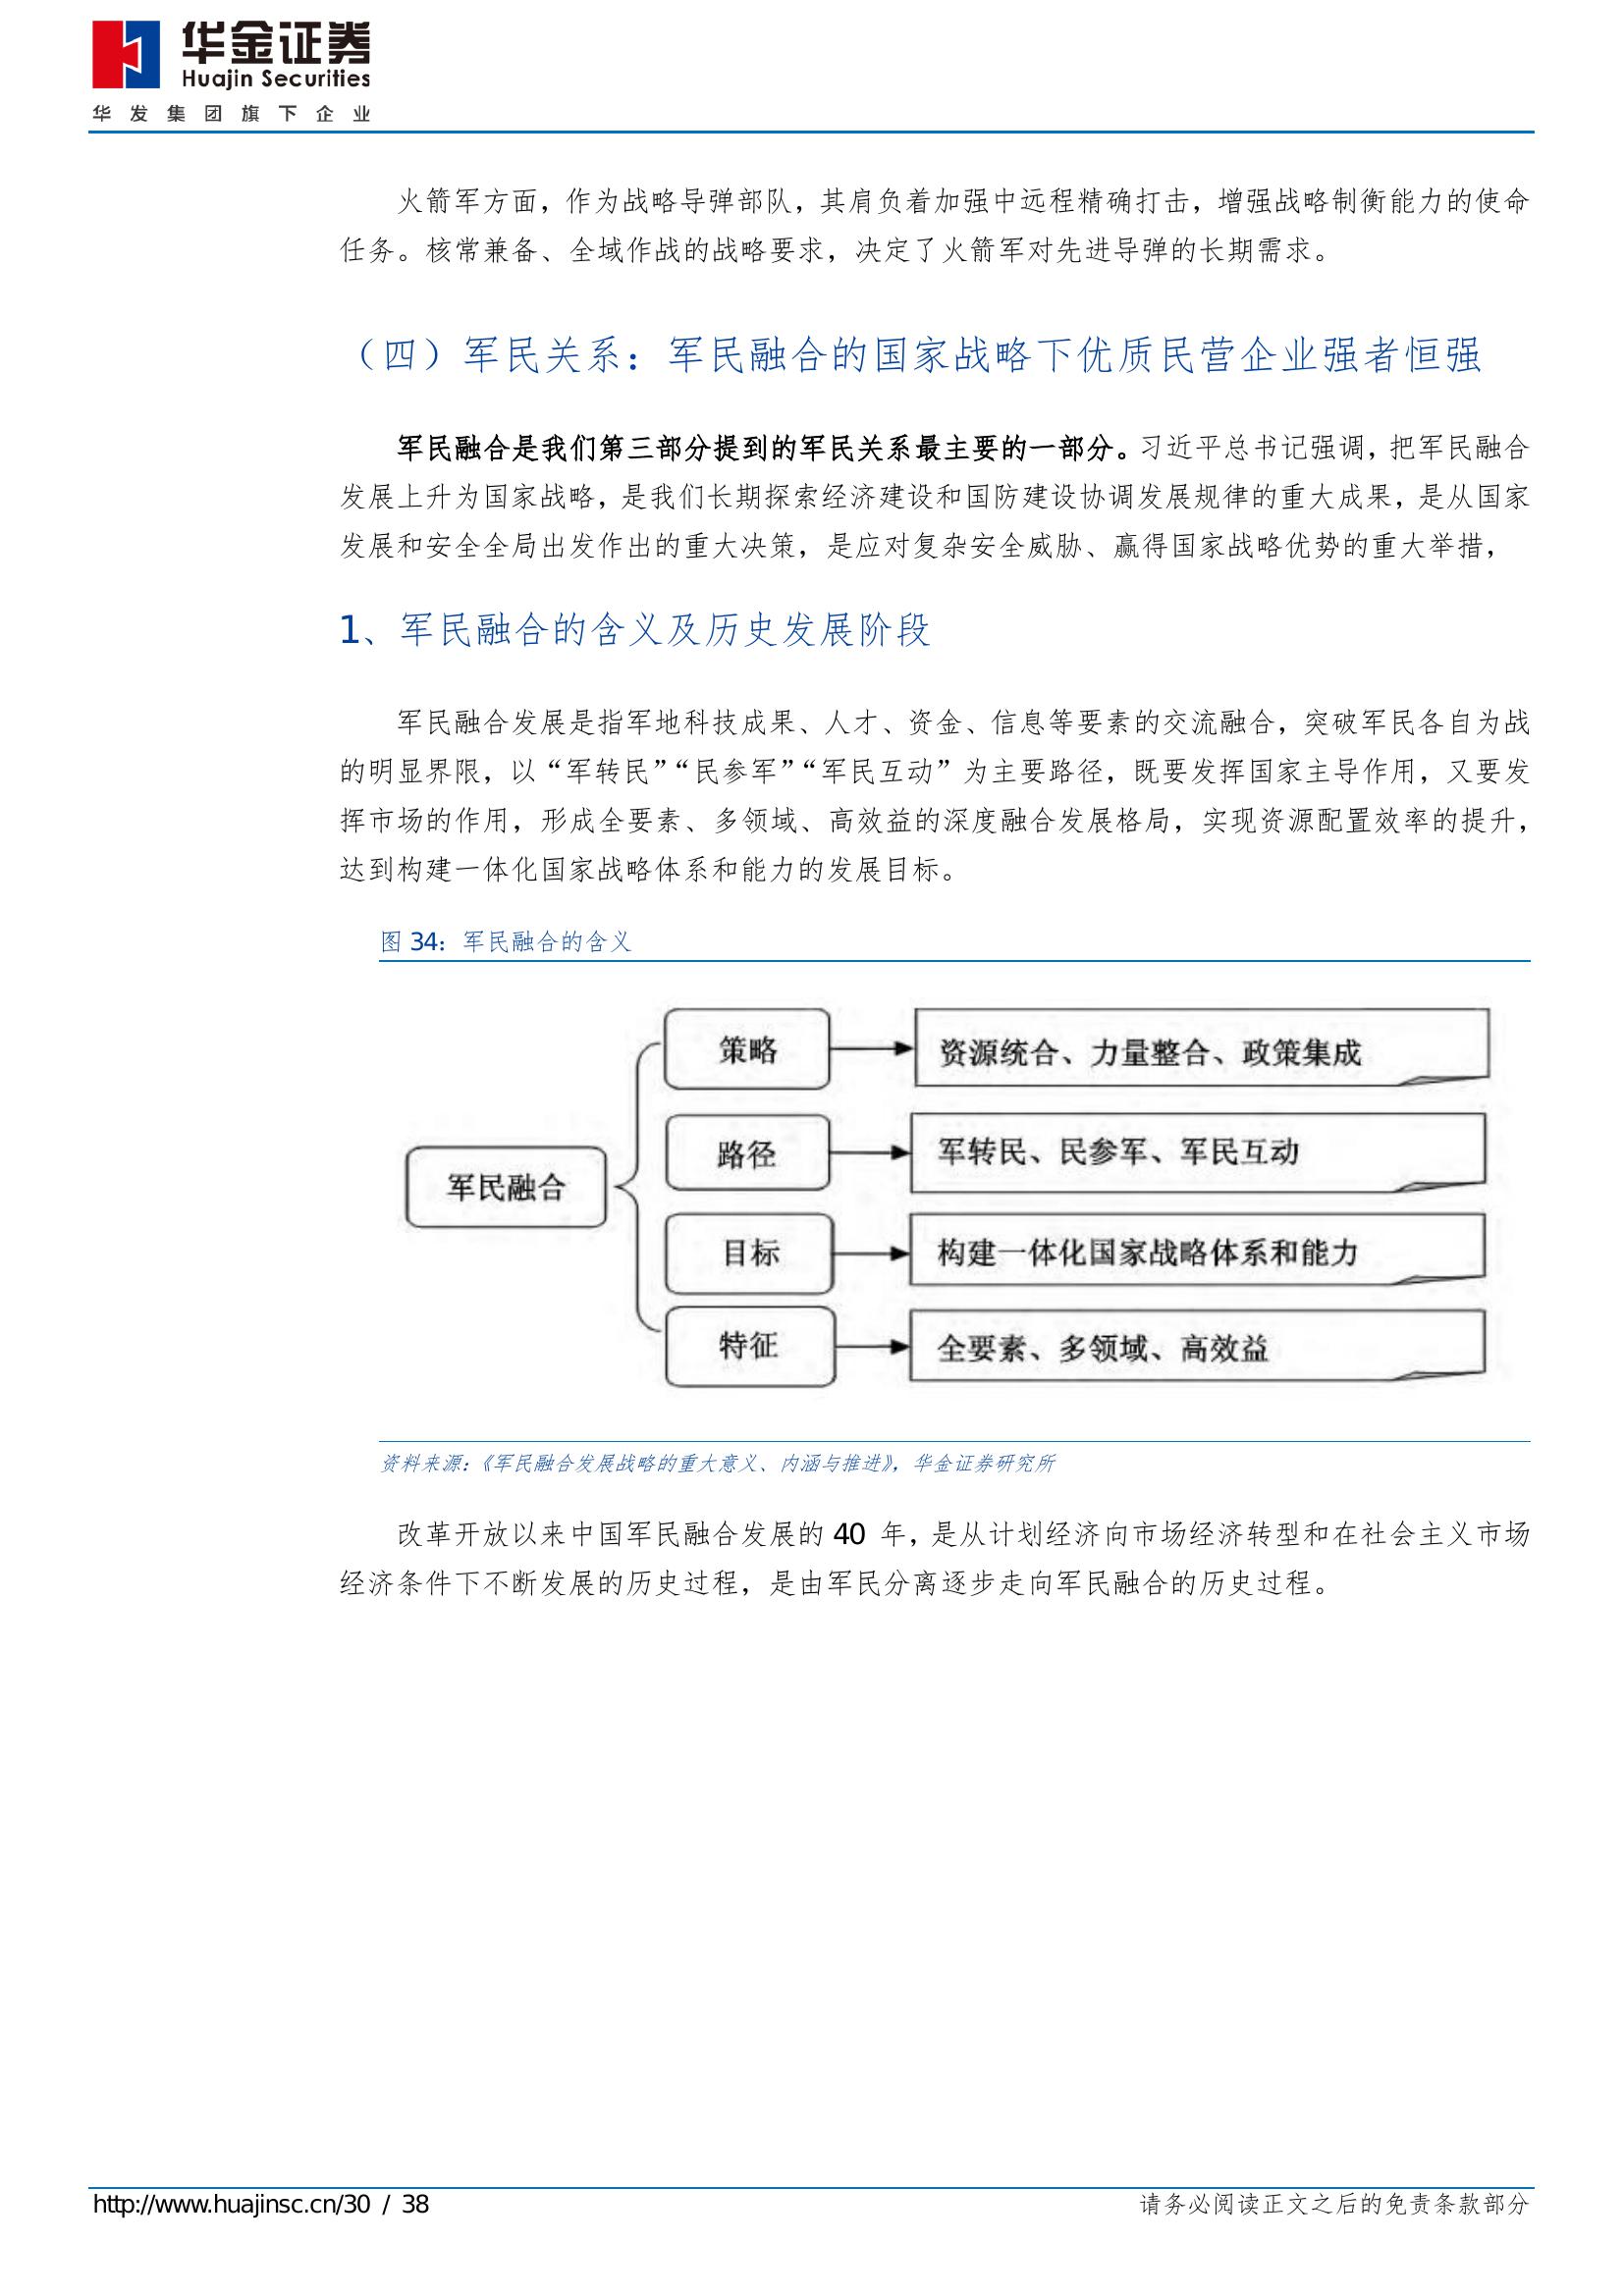 华金证券
Huajin Securities
华发集团旗下企业
火箭军方面，作为战略导弹部队，其肩负着加强中远程精确打击，增强战略制衡能力的使命
任务。核常兼备、全域作战的战略要求，决定了火箭军对先进导弹的长期需求。
（四）军民关系：军民融合的国家战略下优质民营企业强者恒强
军民融合是我们第三部分提到的军民关系最主要的一部分。习近平总书记强调，把军民融合
发展上升为国家战略，是我们长期探索经济建设和国防建设协调发展规律的重大成果，是从国家
发展和安全全局出发作出的重大决策，是应对复杂安全威胁、赢得国家战略优势的重大举措，
1、军民融合的含义及历史发展阶段
军民融合发展是指军地科技成果、人才、资金、信息等要素的交流融合，突破军民各自为战
的明显界限，以“军转民”“民参军”“军民互动”为主要路径，既要发挥国家主导作用，又要发
挥市场的作用，形成全要素、多领域、高效益的深度融合发展格局，实现资源配置效率的提升，
达到构建一体化国家战略体系和能力的发展目标。
图 34：军民融合的含义
军民融合
策略
资源统合、力量整合、政策集成
路径
军转民、民参军、军民互动
目标
构建一体化国家战略体系和能力
特征
全要素、多领域、高效益
资料来源：《军民融合发展战略的重大意义、内涵与推进》，华金证券研究所
改革开放以来中国军民融合发展的 40 年，是从计划经济向市场经济转型和在社会主义市场
经济条件下不断发展的历史过程，是由军民分离逐步走向军民融合的历史过程。
http://www.huajinsc.cn/30 / 38
请务必阅读正文之后的免责条款部分